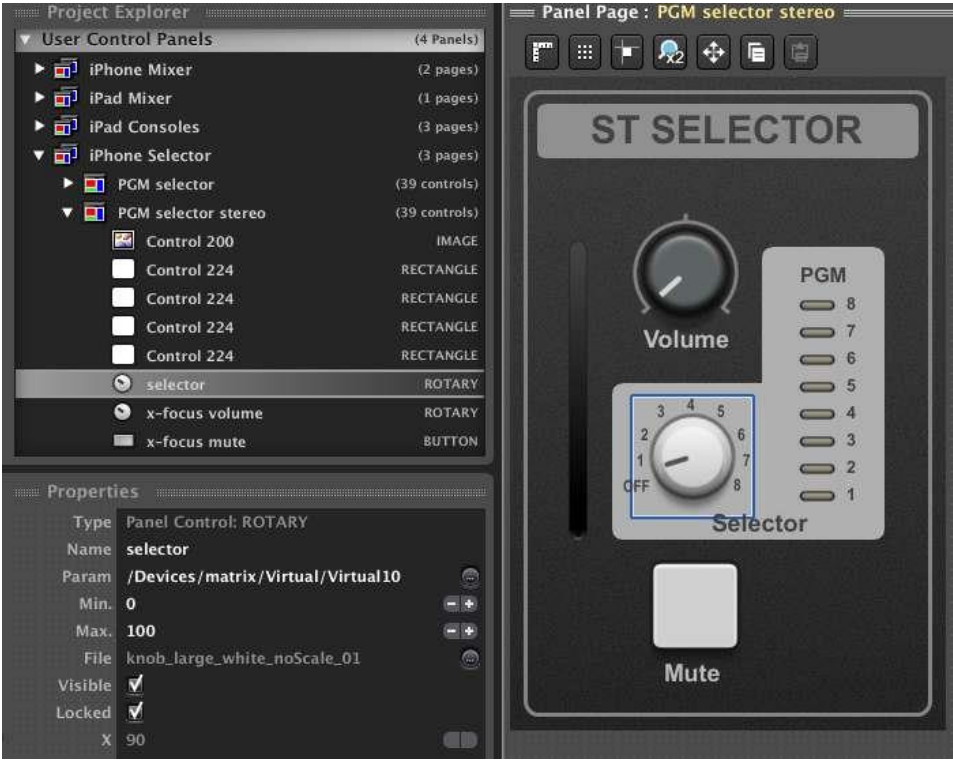 Project Explorer
User Control Panels (4 Panels)
iPhone Mixer (2 pages)
iPad Mixer (1 pages)
iPad Consoles (3 pages)
iPhone Selector (3 pages)
PGM selector (39 controls)
PGM selector stereo (39 controls)
Control 200 IMAGE
Control 224 RECTANGLE
Control 224 RECTANGLE
Control 224 RECTANGLE
Control 224 RECTANGLE
selector ROTARY
x-focus volume ROTARY
x-focus mute BUTTON
Properties
Type Panel Control: ROTARY
Name selector
Param /Devices/matrix/Virtual/Virtual10
Min. 0
Max. 100
File knob_large_white_noScale_01
Visible
Locked
X 90
Panel Page : PGM selector stereo
x2
ST SELECTOR
Volume
PGM
8
7
6
5
4
3
2
1
OFF 1 2 3 4 5 6 7 8
Selector
Mute